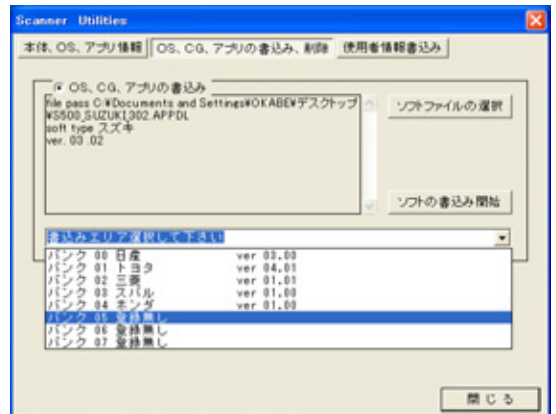 Scanner Utilities
本体、OS、アプリ情報
OS、CG、アプリの書込み、削除
使用者情報書込み
OS、CG、アプリの書込み
file pass C:¥Documents and Settings¥OKABE¥デスクトップ
¥S500_SUZUKI302.APPDL
soft type スズキ
ver. 03 .02
ソフトファイルの選択
ソフトの書込み開始
書込みエリア選択して下さい
バンク 00 日産 ver 03.00
バンク 01 トヨタ ver 04.01
バンク 02 三菱 ver 01.01
バンク 03 スバル ver 01.00
バンク 04 ホンダ ver 01.00
バンク 05 登録無し
バンク 06 登録無し
バンク 07 登録無し
閉じる